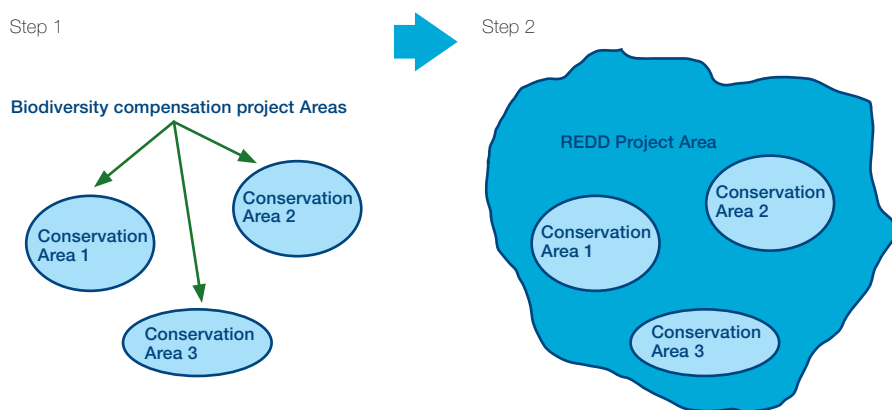 Step 1
Biodiversity compensation project Areas
Conservation
Area 1
Conservation
Area 2
Conservation
Area 3
Step 2
REDD Project Area
Conservation
Area 1
Conservation
Area 2
Conservation
Area 3